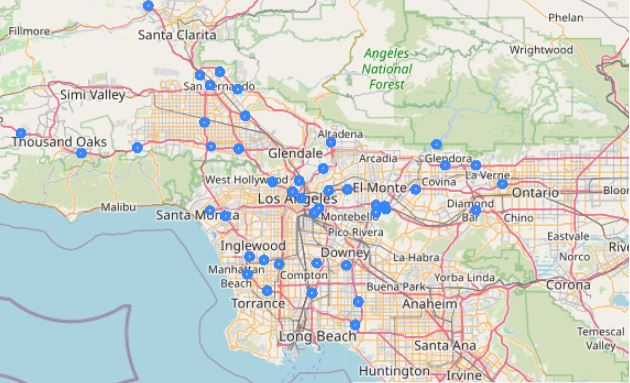 Phelan
Fillmore
Santa Clarita
Wrightwood
Angeles
National
Forest
San Fernando
Simi Valley
Thousand Oaks
Altadena
Glendale
Arcadia
Glendora
La Verne
West Hollywood
El Monte
Covina
Ontario
Malibu
Santa Monica
Los Angeles
Montebello
Diamond
Bar
Chino
Pico Rivera
Eastvale
Inglewood
Downey
La Habra
Norco
Rive
Manhattan
Beach
Compton
Yorba Linda
Corona
Buena Park
Torrance
Anaheim
Temescal
Valley
Long Beach
Santa Ana
Huntington
Irvine